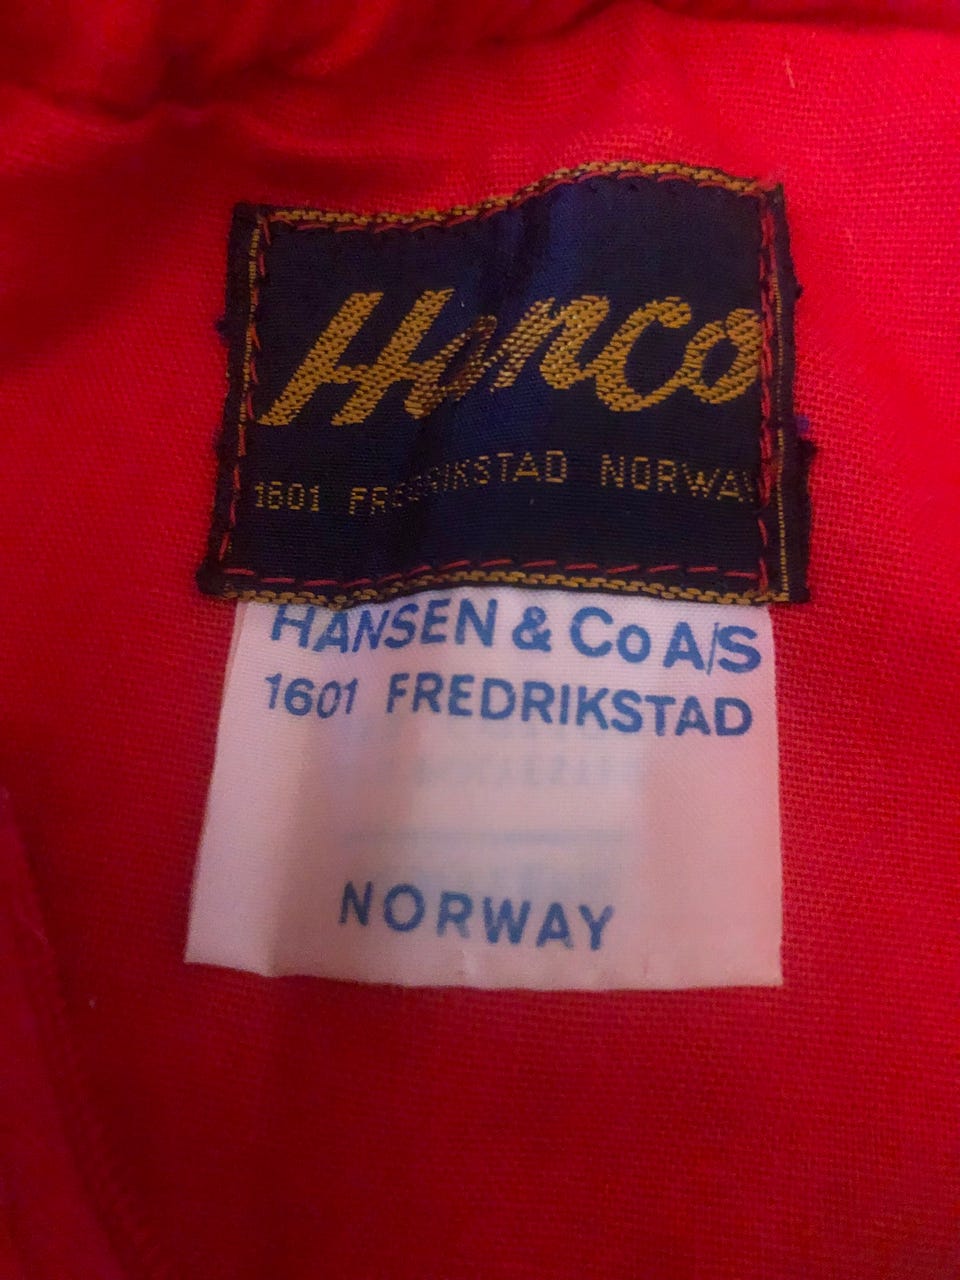 Hanco
1601 FREDRIKSTAD NORWAY
HANSEN & Co A/S
1601 FREDRIKSTAD
NORWAY